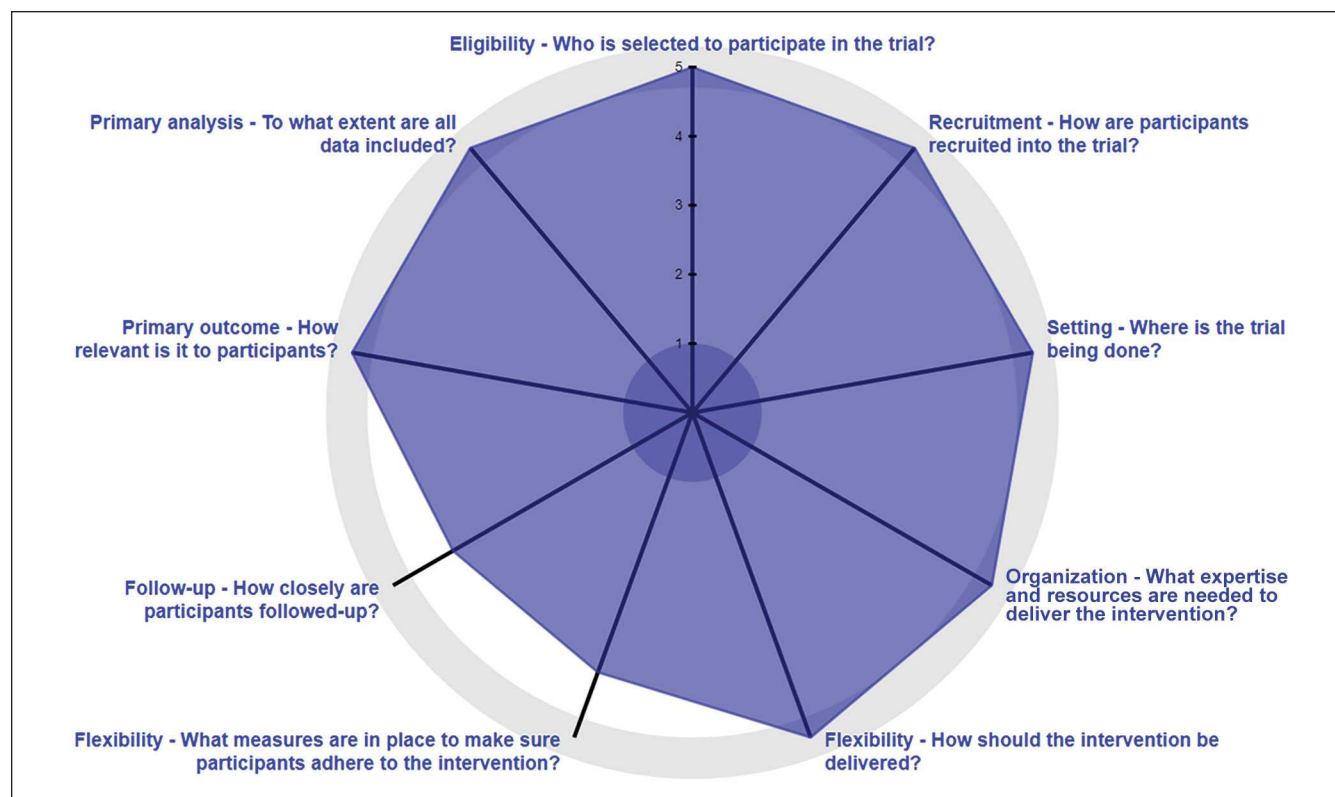 Eligibility - Who is selected to participate in the trial?
5
Primary analysis - To what extent are all
data included?
Recruitment - How are participants
recruited into the trial?
4
3
2
Primary outcome - How
relevant is it to participants?
Setting - Where is the trial
being done?
1
Follow-up - How closely are
participants followed-up?
Organization - What expertise
and resources are needed to
deliver the intervention?
Flexibility - What measures are in place to make sure
participants adhere to the intervention?
Flexibility - How should the intervention be
delivered?